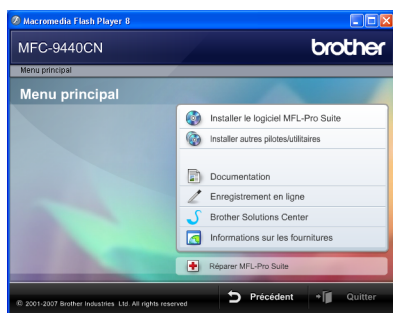 Macromedia Flash Player 8
MFC-9440CN
brother
Menu principal
Menu principal
Installer le logiciel MFL-Pro Suite
Installer autres pilotes/utilitaires
Documentation
Enregistrement en ligne
Brother Solutions Center
Informations sur les fournitures
Réparer MFL-Pro Suite
© 2001-2007 Brother Industries Ltd. All rights reserved
Précédent
Quitter